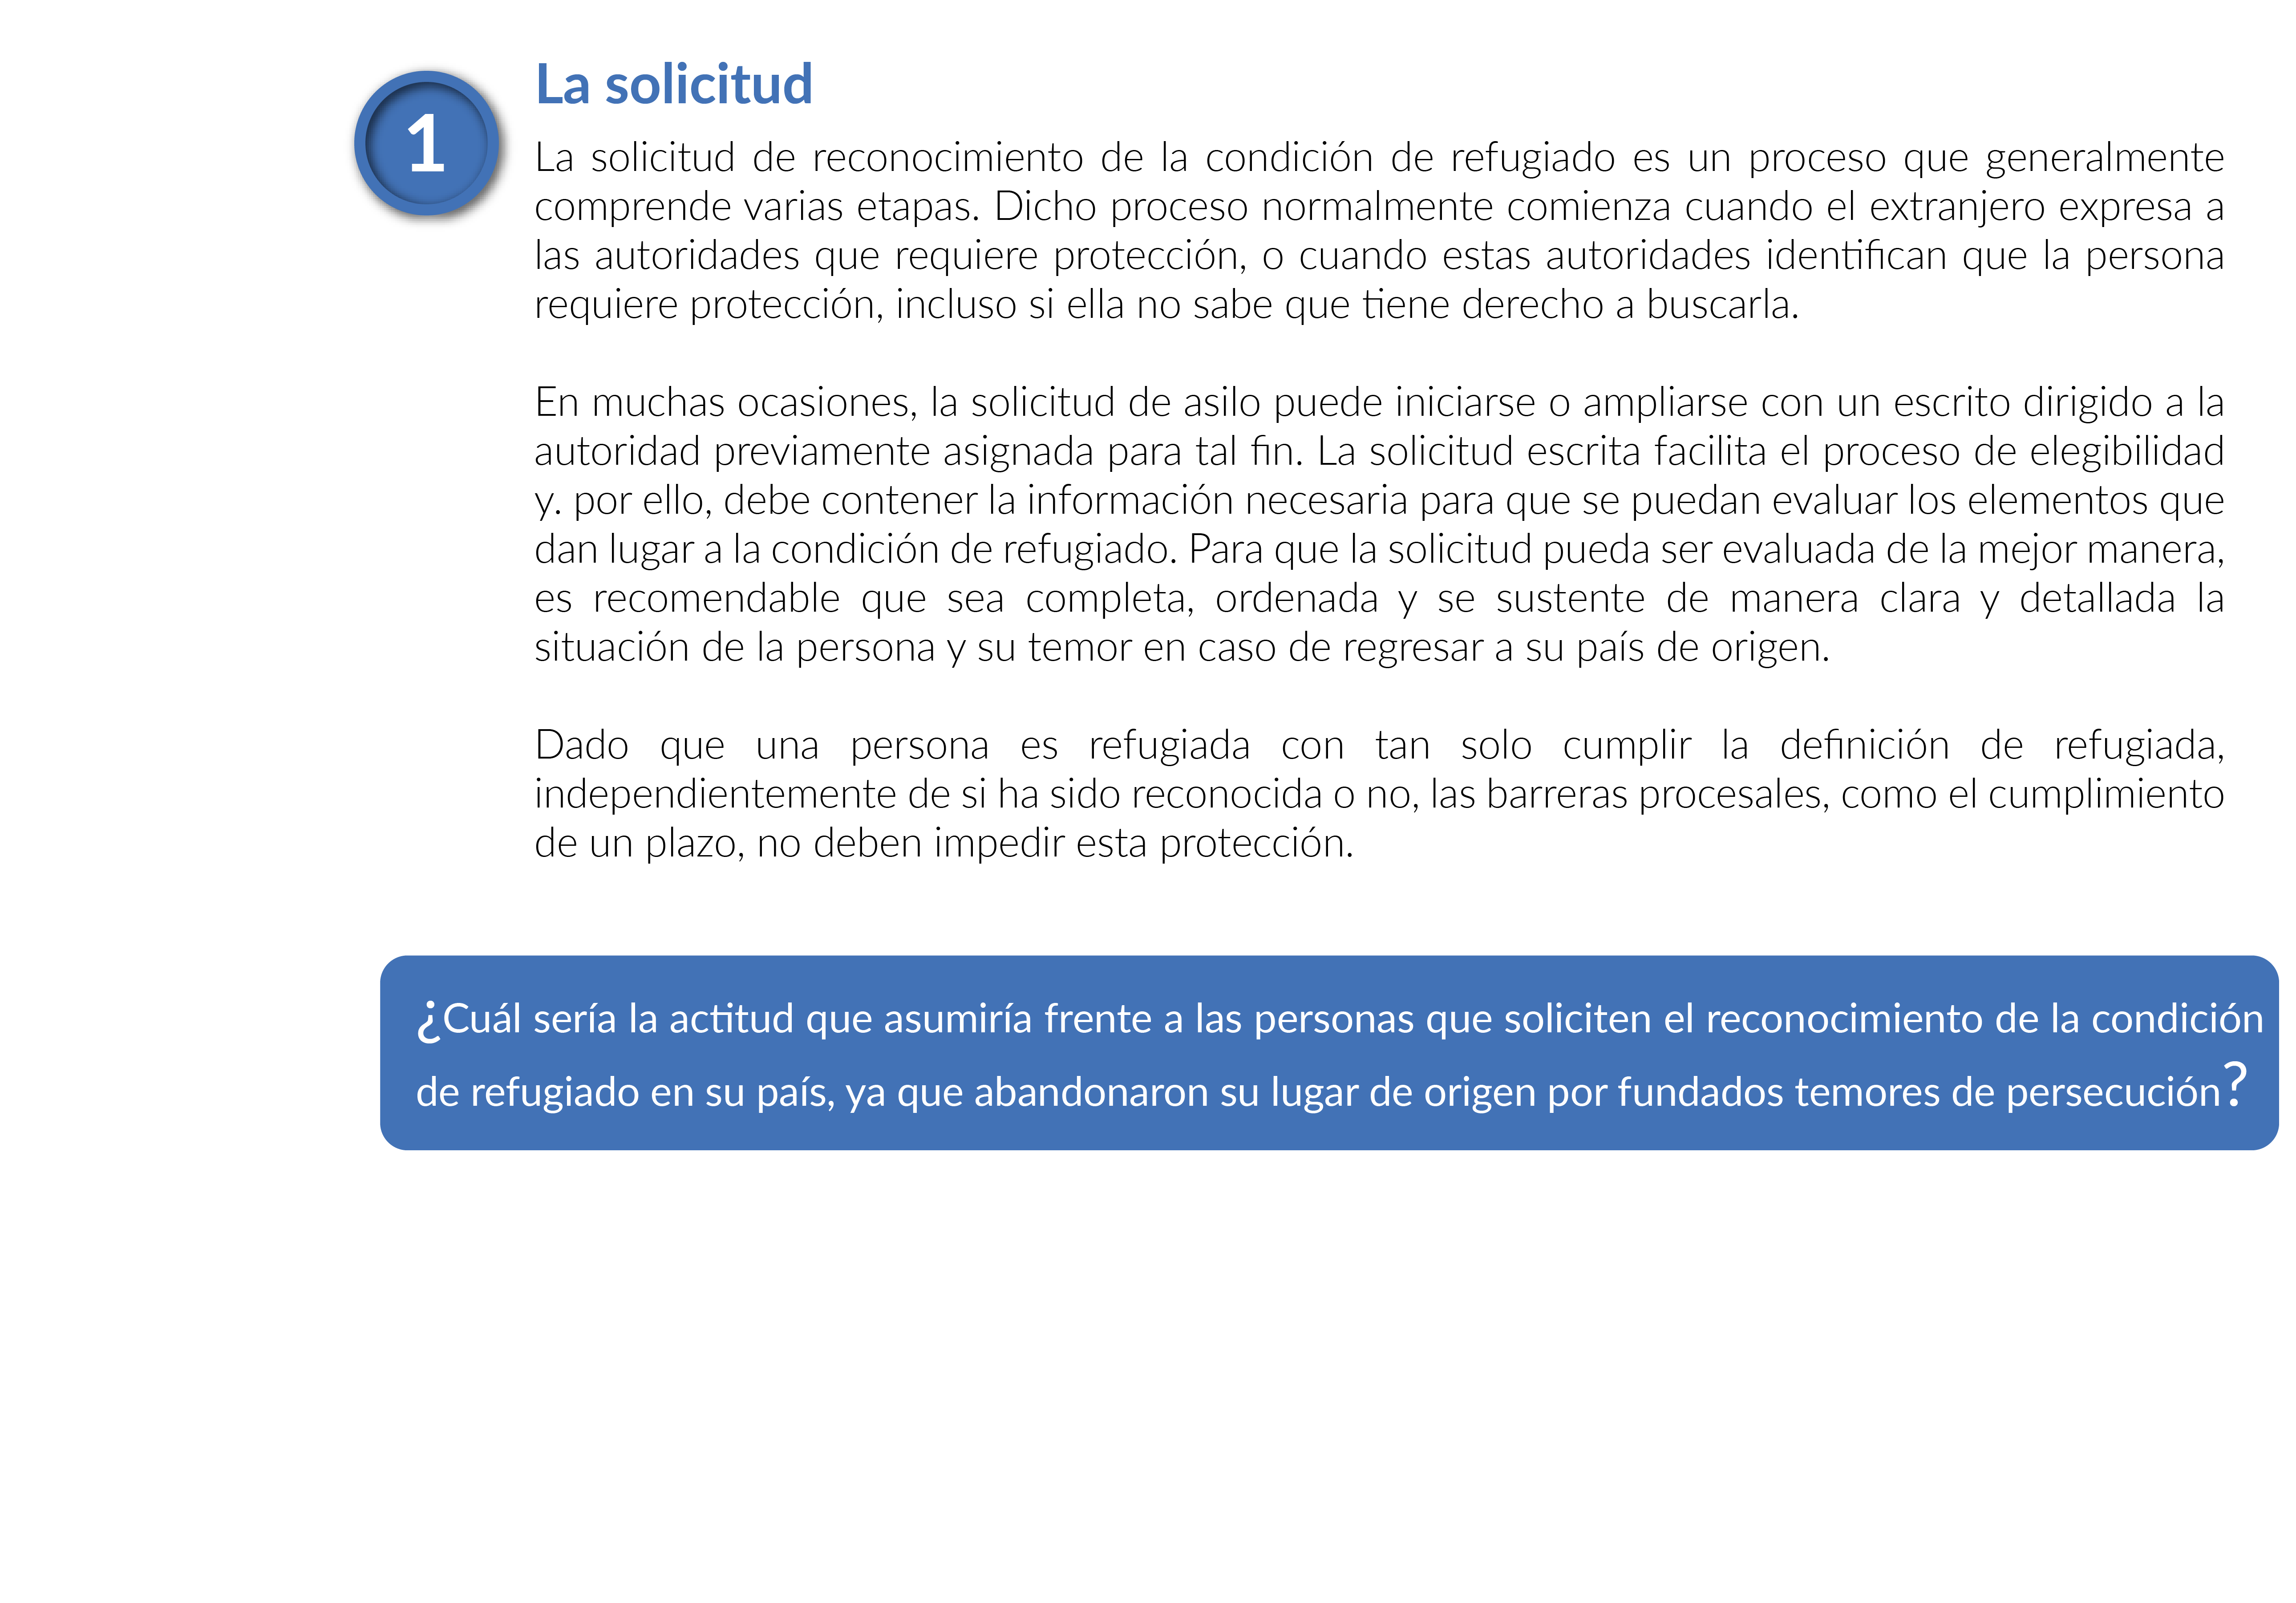 La solicitud
1
La solicitud de reconocimiento de la condición de refugiado es un proceso que generalmente
comprende varias etapas. Dicho proceso normalmente comienza cuando el extranjero expresa a
las autoridades que requiere protección, o cuando estas autoridades identifican que la persona
requiere protección, incluso si ella no sabe que tiene derecho a buscarla.
En muchas ocasiones, la solicitud de asilo puede iniciarse o ampliarse con un escrito dirigido a la
autoridad previamente asignada para tal fin. La solicitud escrita facilita el proceso de elegibilidad
y. por ello, debe contener la información necesaria para que se puedan evaluar los elementos que
dan lugar a la condición de refugiado. Para que la solicitud pueda ser evaluada de la mejor manera,
es recomendable que sea completa, ordenada y se sustente de manera clara y detallada la
situación de la persona y su temor en caso de regresar a su país de origen.
Dado que una persona es refugiada con tan solo cumplir la definición de refugiada,
independientemente de si ha sido reconocida o no, las barreras procesales, como el cumplimiento
de un plazo, no deben impedir esta protección.
¿Cuál sería la actitud que asumiría frente a las personas que soliciten el reconocimiento de la condición
de refugiado en su país, ya que abandonaron su lugar de origen por fundados temores de persecución?